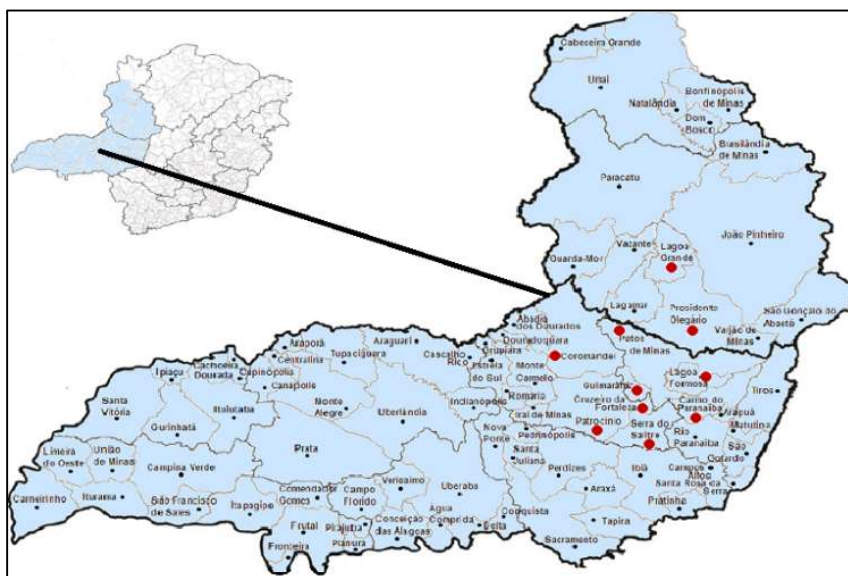 Cabeceira Grande
Unaí
Bonfinópolis
de Minas
Natalândia
Dom
Bosco
Brasilândia
de Minas
Paracatu
João Pinheiro
Vazante
Lagoa
Grande
Guarda-Mor
Lagamar
Presidente
Olegário
São Gonçalo do
Abaeté
Varjão de
Minas
Abadia
dos Dourados
Patos
de Minas
Douradoquara
Coromandel
Araporã
Araguari
Cascalho
Rico
Grupiara
Estrela
do Sul
Monte
Carmelo
Lagoa
Formosa
Tiros
Centralina
Tupaciguara
Cachoeira
Dourada
Ipiaçu
Capinópolis
Canápolis
Guimarânia
Cruzeiro da
Fortaleza
Carmo do
Paranaíba
Arapuá
Matutina
Romaria
Indianópolis
Iraí de Minas
Monte
Alegre
Uberlândia
Santa
Vitória
Ituiutaba
Gurinhatã
Patrocínio
Serra do
Salitre
Rio
Paranaíba
São
Gotardo
Nova
Ponte
Pedrinópolis
Santa
Juliana
Prata
Limeira
do Oeste
União
de Minas
Campina Verde
Perdizes
Ibiá
Campos
Altos
Santa Rosa da
Serra
Araxá
Pratinha
Uberaba
Veríssimo
Carneirinho
Iturama
São Francisco
de Sales
Itapagipe
Comendador
Gomes
Campo
Florido
Água
Comprida
Conquista
Tapira
Frutal
Pirajuba
Conceição
das Alagoas
Delta
Planura
Fronteira
Sacramento